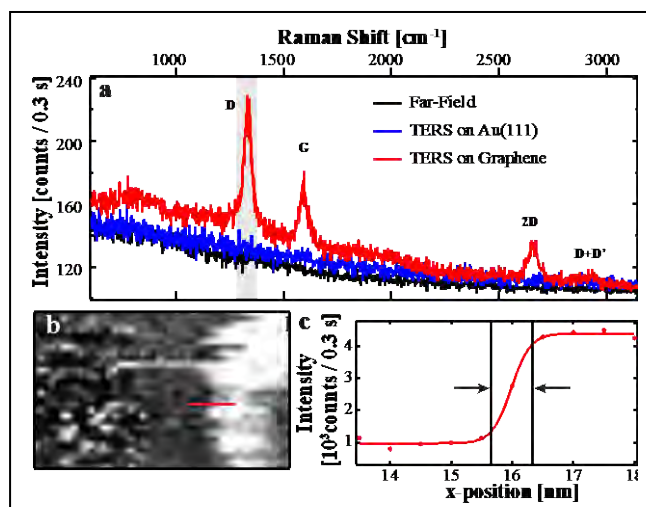 Raman Shift [cm⁻¹]
1000 1500 2000 2500 3000
Intensity [counts / 0.3 s]
240
200
160
120
a
D
G
2D
D+D'
Far-Field
TERS on Au(111)
TERS on Graphene
b
c
Intensity
[10³counts / 0.3 s]
4
3
2
1
14 15 16 17 18
x-position [nm]